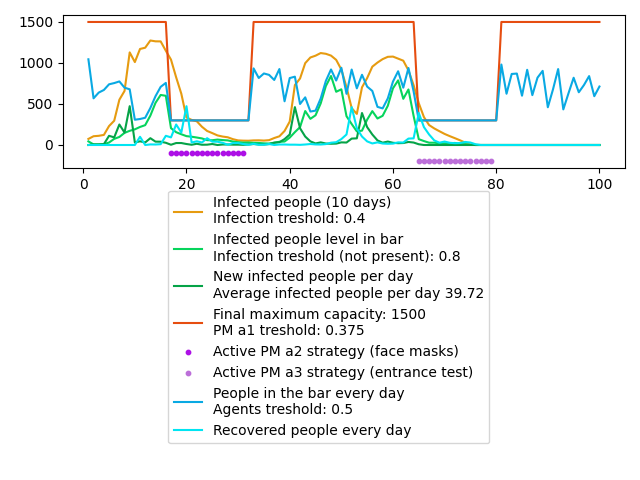 1500
1000
500
0
0
20
40
60
80
100
Infected people (10 days)
Infection treshold: 0.4
Infected people level in bar
Infection treshold (not present): 0.8
New infected people per day
Average infected people per day 39.72
Final maximum capacity: 1500
PM a1 treshold: 0.375
Active PM a2 strategy (face masks)
Active PM a3 strategy (entrance test)
People in the bar every day
Agents treshold: 0.5
Recovered people every day